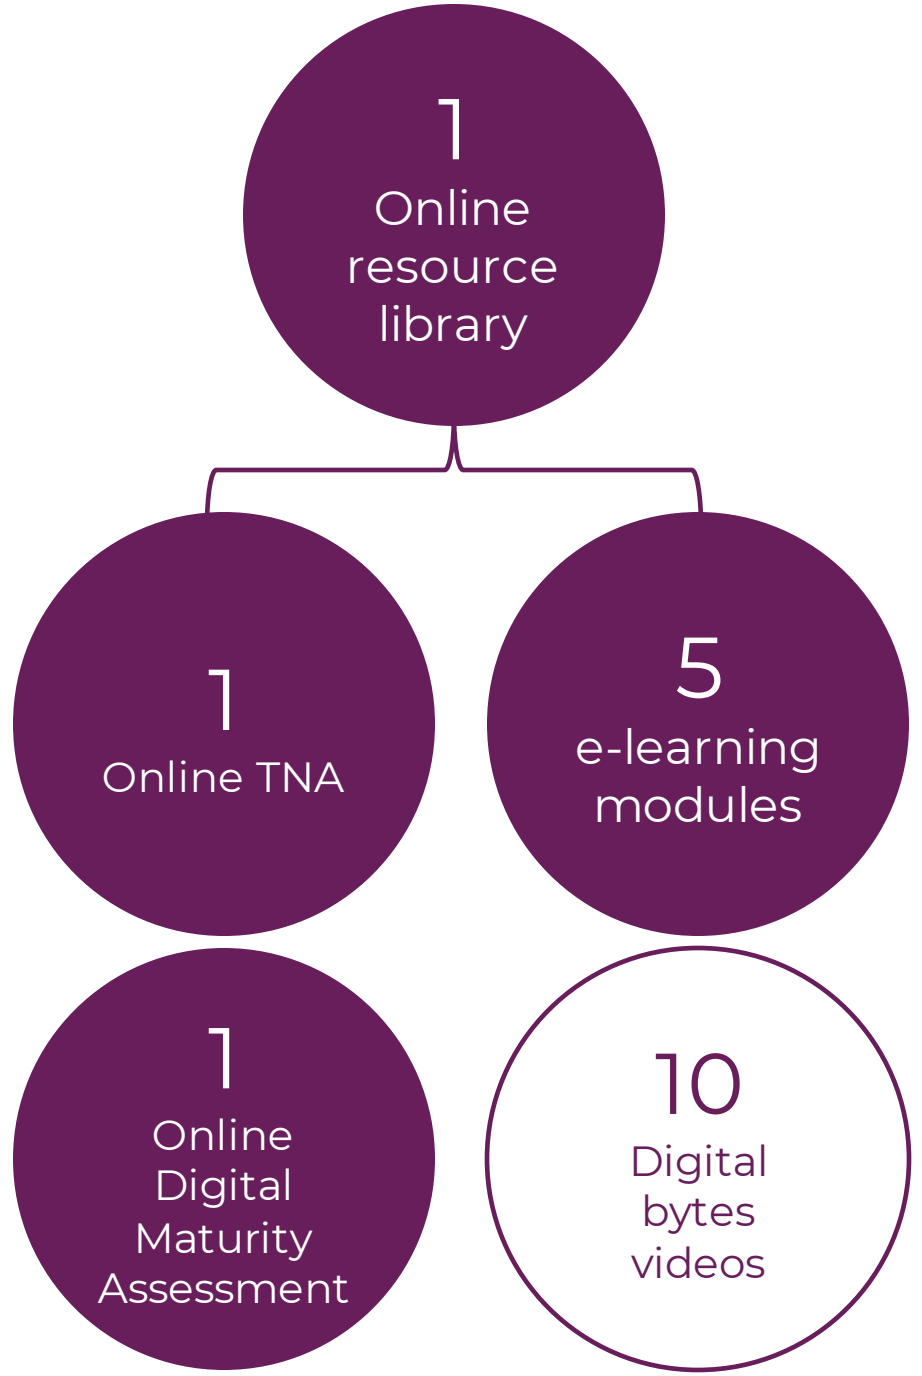 1
Online
resource
library
1
Online TNA
5
e-learning
modules
1
Online
Digital
Maturity
Assessment
10
Digital
bytes
videos